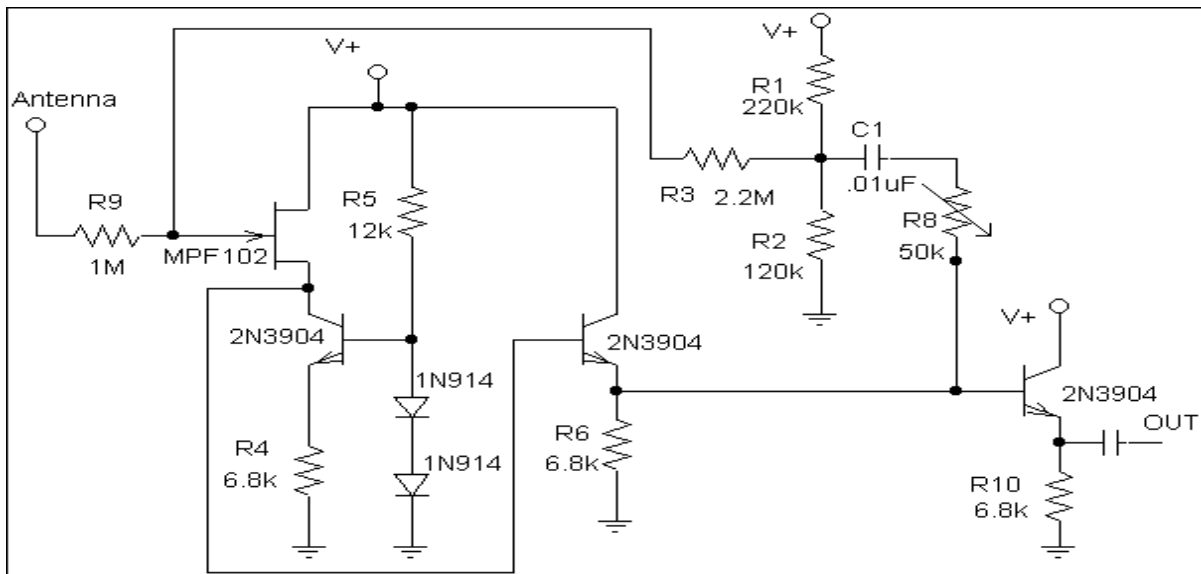 V+
V+
Antenna
R1
220k
C1
.01uF
R9
1M
MPF102
R5
12k
R3
2.2M
R2
120k
R8
50k
2N3904
2N3904
V+
2N3904
1N914
OUT
R4
6.8k
1N914
R6
6.8k
R10
6.8k